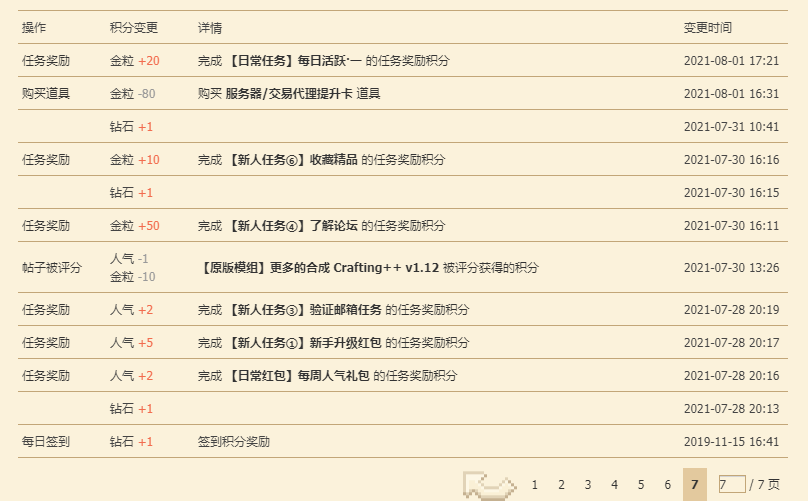 操作 积分变更 详情 变更时间
任务奖励 金粒 +20 完成 【日常任务】每日活跃·一 的任务奖励积分 2021-08-01 17:21
购买道具 金粒 -80 购买 服务器/交易代理提升卡 道具 2021-08-01 16:31
钻石 +1 2021-07-31 10:41
任务奖励 金粒 +10 完成 【新人任务⑥】收藏精品 的任务奖励积分 2021-07-30 16:16
钻石 +1 2021-07-30 16:15
任务奖励 金粒 +50 完成 【新人任务④】了解论坛 的任务奖励积分 2021-07-30 16:11
帖子被评分 人气 -1 【原版模组】更多的合成 Crafting++ v1.12 被评分获得的积分 2021-07-30 13:26
金粒 -10
任务奖励 人气 +2 完成 【新人任务③】验证邮箱任务 的任务奖励积分 2021-07-28 20:19
任务奖励 人气 +5 完成 【新人任务①】新手升级红包 的任务奖励积分 2021-07-28 20:17
任务奖励 人气 +2 完成 【日常红包】每周人气礼包 的任务奖励积分 2021-07-28 20:16
钻石 +1 2021-07-28 20:13
每日签到 钻石 +1 签到积分奖励 2019-11-15 16:41
1 2 3 4 5 6 7 7 / 7 页